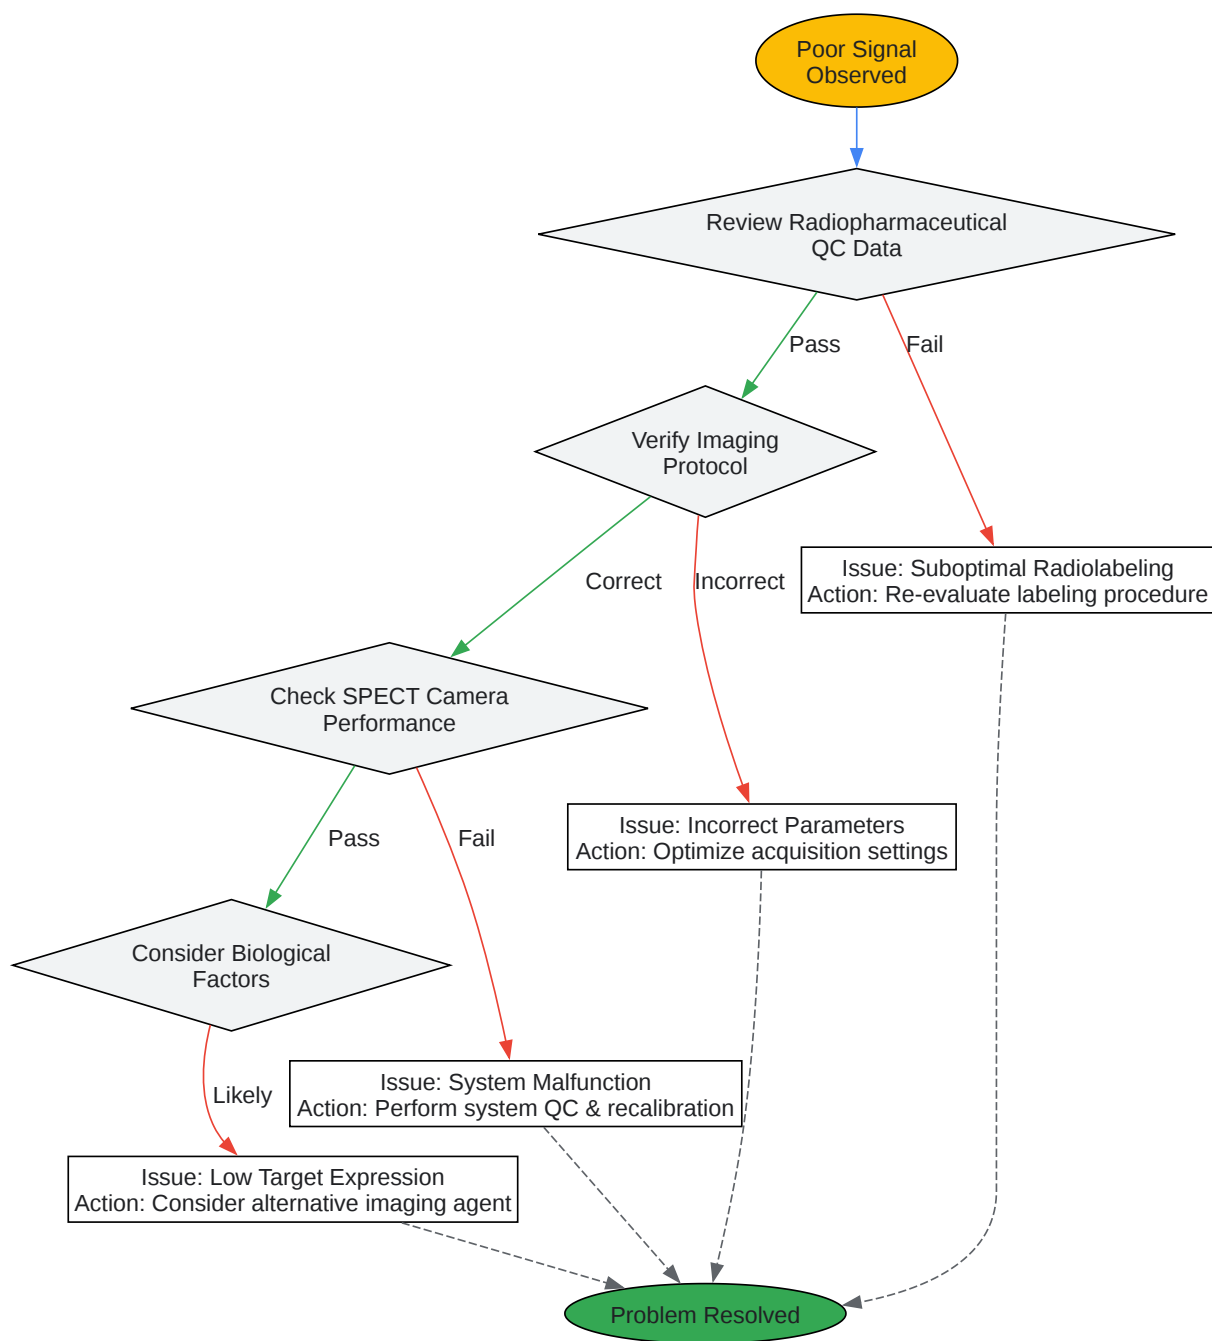 Poor Signal
Observed
Review Radiopharmaceutical
QC Data
Pass
Fail
Verify Imaging
Protocol
Issue: Suboptimal Radiolabeling
Action: Re-evaluate labeling procedure
Correct
Incorrect
Check SPECT Camera
Performance
Issue: Incorrect Parameters
Action: Optimize acquisition settings
Pass
Fail
Consider Biological
Factors
Issue: System Malfunction
Action: Perform system QC & recalibration
Likely
Issue: Low Target Expression
Action: Consider alternative imaging agent
Problem Resolved